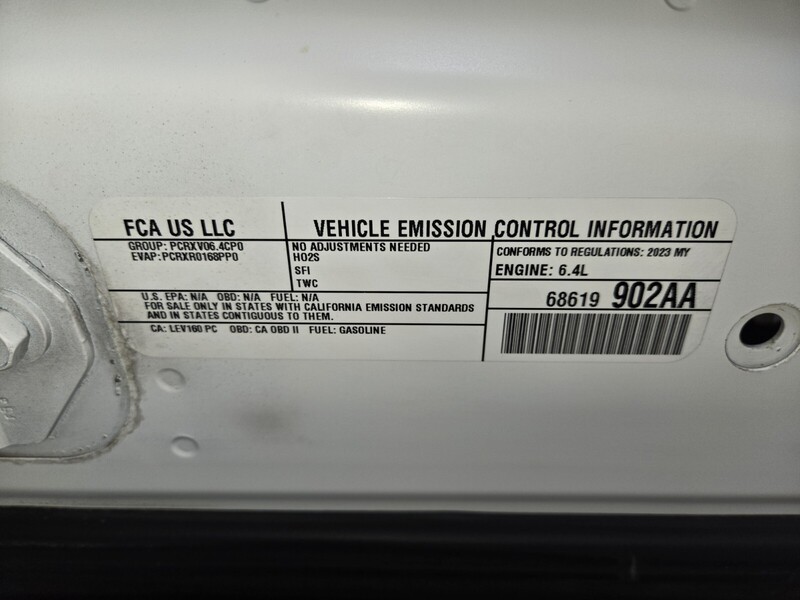 FCA US LLC
VEHICLE EMISSION CONTROL INFORMATION
GROUP: PCRXV06.4CP0
EVAP:PCRXR0168PP0
NO ADJUSTMENTS NEEDED
HO2S
SFI
TWC
CONFORMS TO REGULATIONS: 2023 MY
ENGINE: 6.4L
U.S. EPA: N/A OBD: N/A FUEL: N/A
FOR SALE ONLY IN STATES WITH CALIFORNIA EMISSION STANDARDS
AND IN STATES CONTIGUOUS TO THEM.
CA: LEV160 PC OBD: CA OBD II FUEL: GASOLINE
68619 902AA